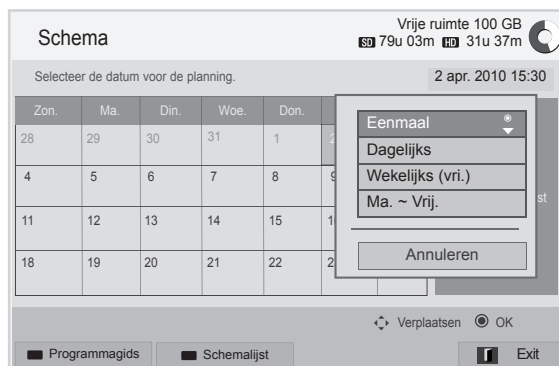 Schema
Vrije ruimte 100 GB
SD 79u 03m HD 31u 37m
Selecteer de datum voor de planning.
2 apr. 2010 15:30
Zon. Ma. Din. Woe. Don.
28 29 30 31 1 2
4 5 6 7 8 9
11 12 13 14 15
18 19 20 21 22
st
Eenmaal
Dagelijks
Wekelijks (vri.)
Ma. ~ Vrij.
Annuleren
Verplaatsen OK
Programmagids Schemalijst Exit